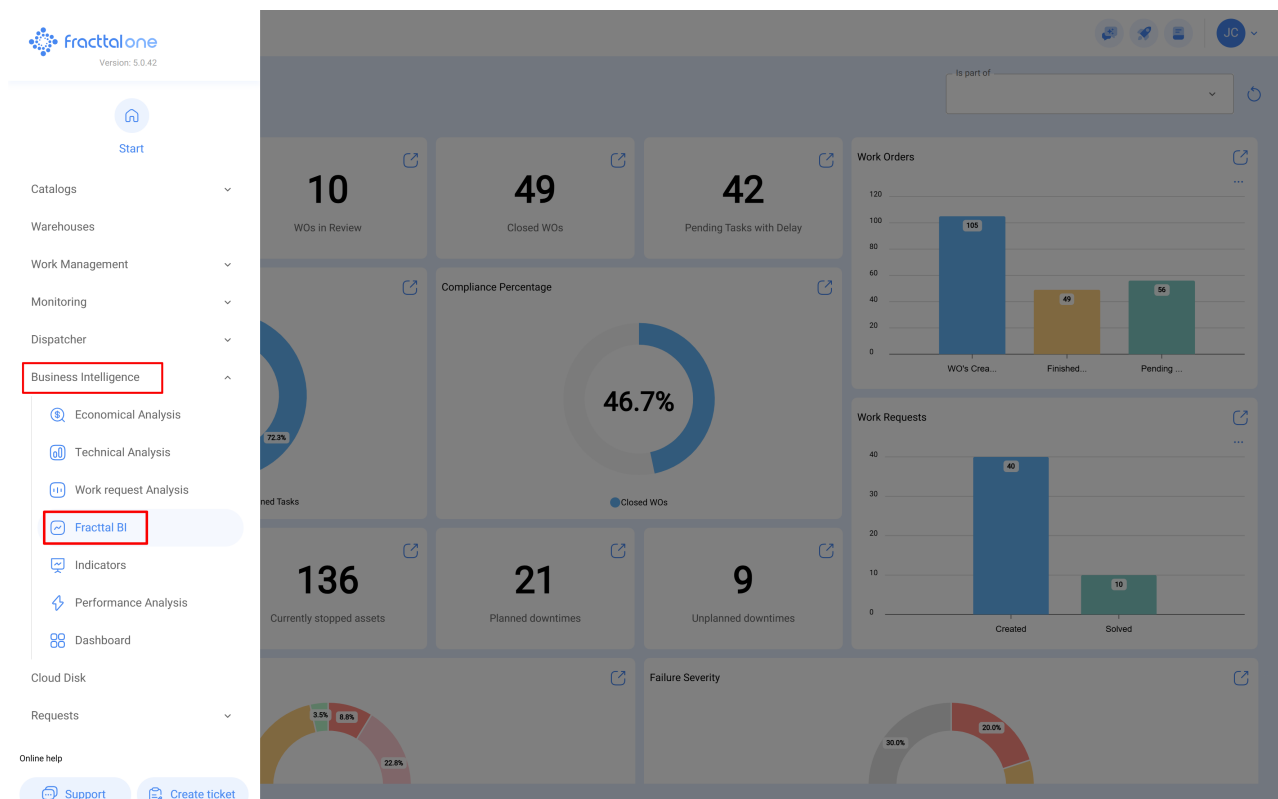 fracttal one
Version: 5.0.42
Start
Catalogs
Warehouses
Work Management
Monitoring
Dispatcher
Business Intelligence
Economical Analysis
Technical Analysis
Work request Analysis
Fracttal BI
Indicators
Performance Analysis
Dashboard
Cloud Disk
Requests
Online help
Support
Create ticket
JC
Is part of
10
WOs in Review
49
Closed WOs
42
Pending Tasks with Delay
Work Orders
...
120
100
80
60
40
20
0
105
49
56
WO's Crea...
Finished...
Pending ...
72.3%
ned Tasks
Compliance Percentage
46.7%
Closed WOs
Work Requests
...
40
30
20
10
0
40
10
Created
Solved
136
Currently stopped assets
21
Planned downtimes
9
Unplanned downtimes
3.5%
8.8%
22.8%
Failure Severity
30.0%
20.0%